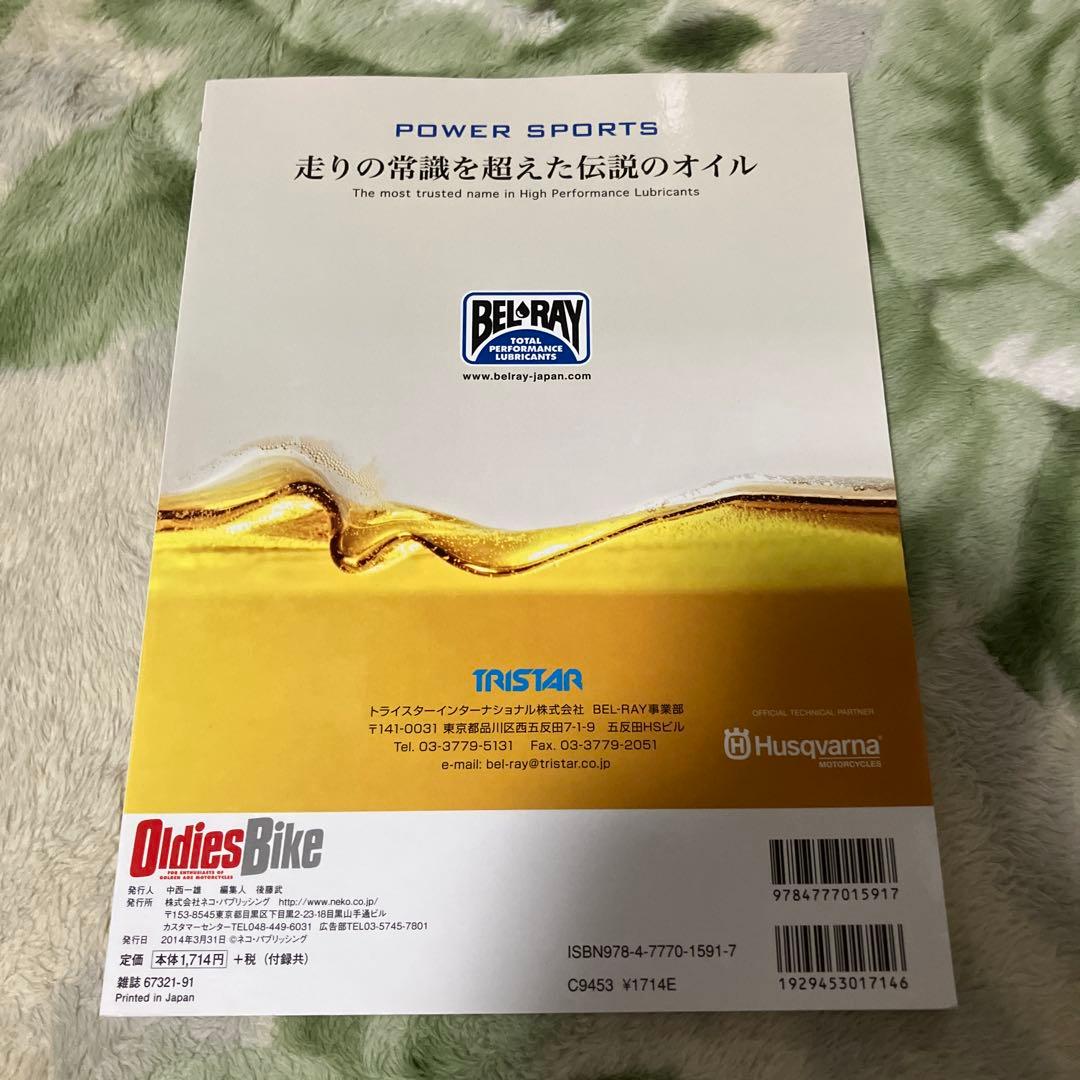 POWER SPORTS
走りの常識を超えた伝説のオイル
The most trusted name in High Performance Lubricants
BEL RAY
TOTAL
PERFORMANCE
LUBRICANTS
www.belray-japan.com
TRISTAR
トライスターインターナショナル株式会社 BEL-RAY事業部
〒141-0031 東京都品川区西五反田7-1-9 五反田HSビル
Tel. 03-3779-5131 Fax. 03-3779-2051
e-mail: bel-ray@tristar.co.jp
OFFICIAL TECHNICAL PARTNER
Husqvarna
MOTORCYCLES
OldiesBike
FOR ENTHUSIASTS OF
GOLDEN AGE MOTORCYCLES
発行人 中西一雄 編集人 後藤武
発行所 株式会社ネコ・パブリッシング http://www.neko.co.jp/
〒153-8545東京都目黒区下目黒2-23-18目黒山手通ビル
カスタマーセンターTEL048-449-6031 広告部TEL03-5745-7801
発行日 2014年3月31日 ©ネコ・パブリッシング
定価 本体1,714円 +税 (付録共)
雑誌 67321-91
Printed in Japan
9784777015917
ISBN978-4-7770-1591-7
C9453 ¥1714E
1929453017146